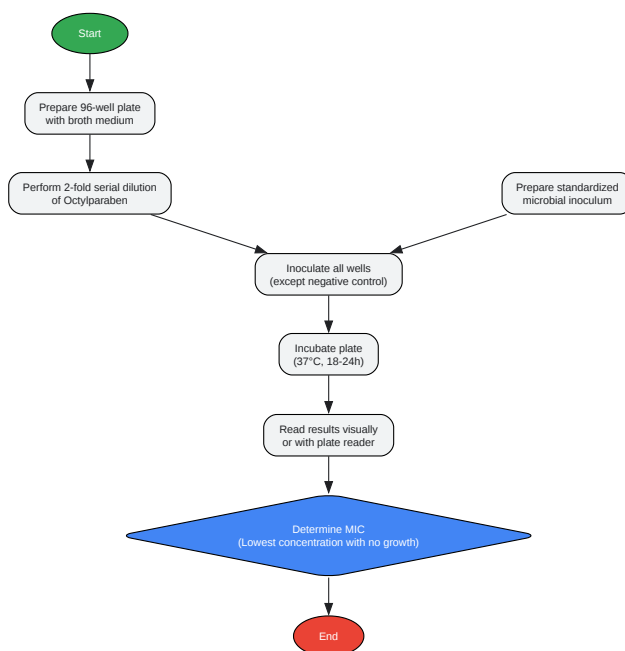 Start
Prepare 96-well plate
with broth medium
Perform 2-fold serial dilution
of Octylparaben
Prepare standardized
microbial inoculum
Inoculate all wells
(except negative control)
Incubate plate
(37°C, 18-24h)
Read results visually
or with plate reader
Determine MIC
(Lowest concentration with no growth)
End